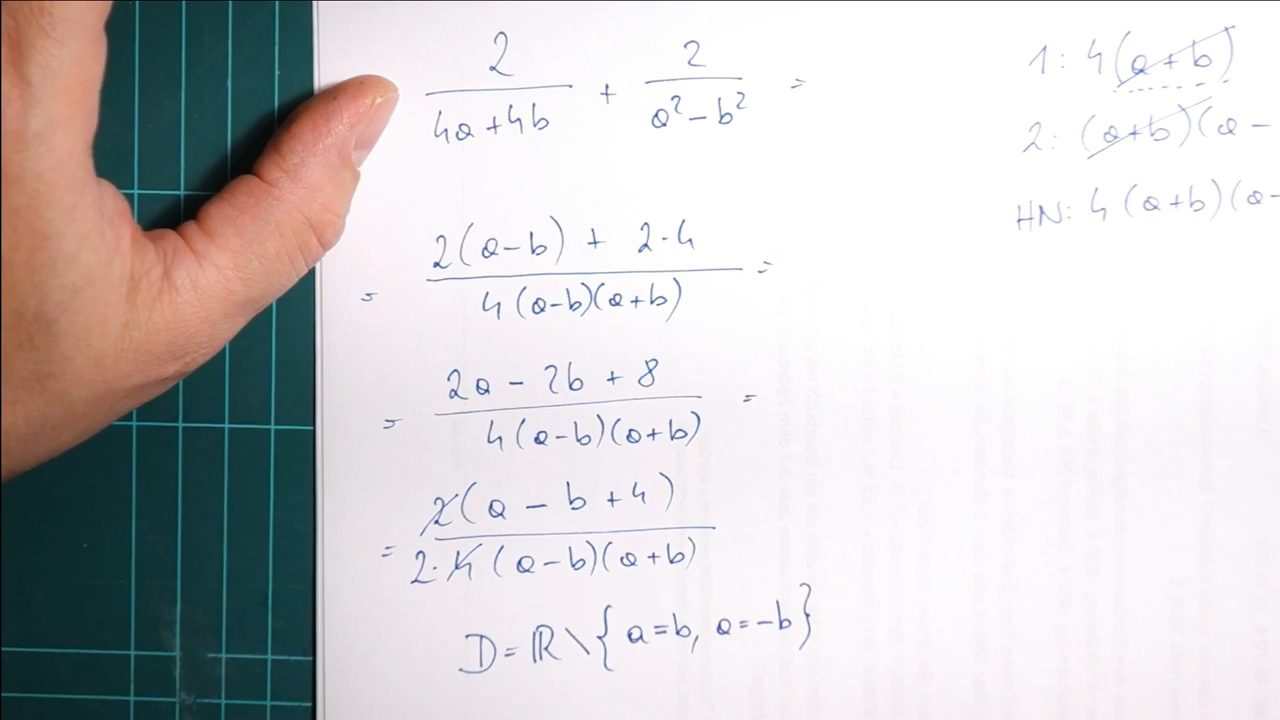 2/(4a+4b) + 2/(a²-b²) =
1: 4(a+b)
2: (a+b)(a-
HN: 4(a+b)(a-
= (2(a-b) + 2·4)/(4(a-b)(a+b)) =
= (2a - 2b + 8)/(4(a-b)(a+b)) =
= (2(a - b + 4))/(2·4(a-b)(a+b))
D = ℝ \ {a=b, a=-b}